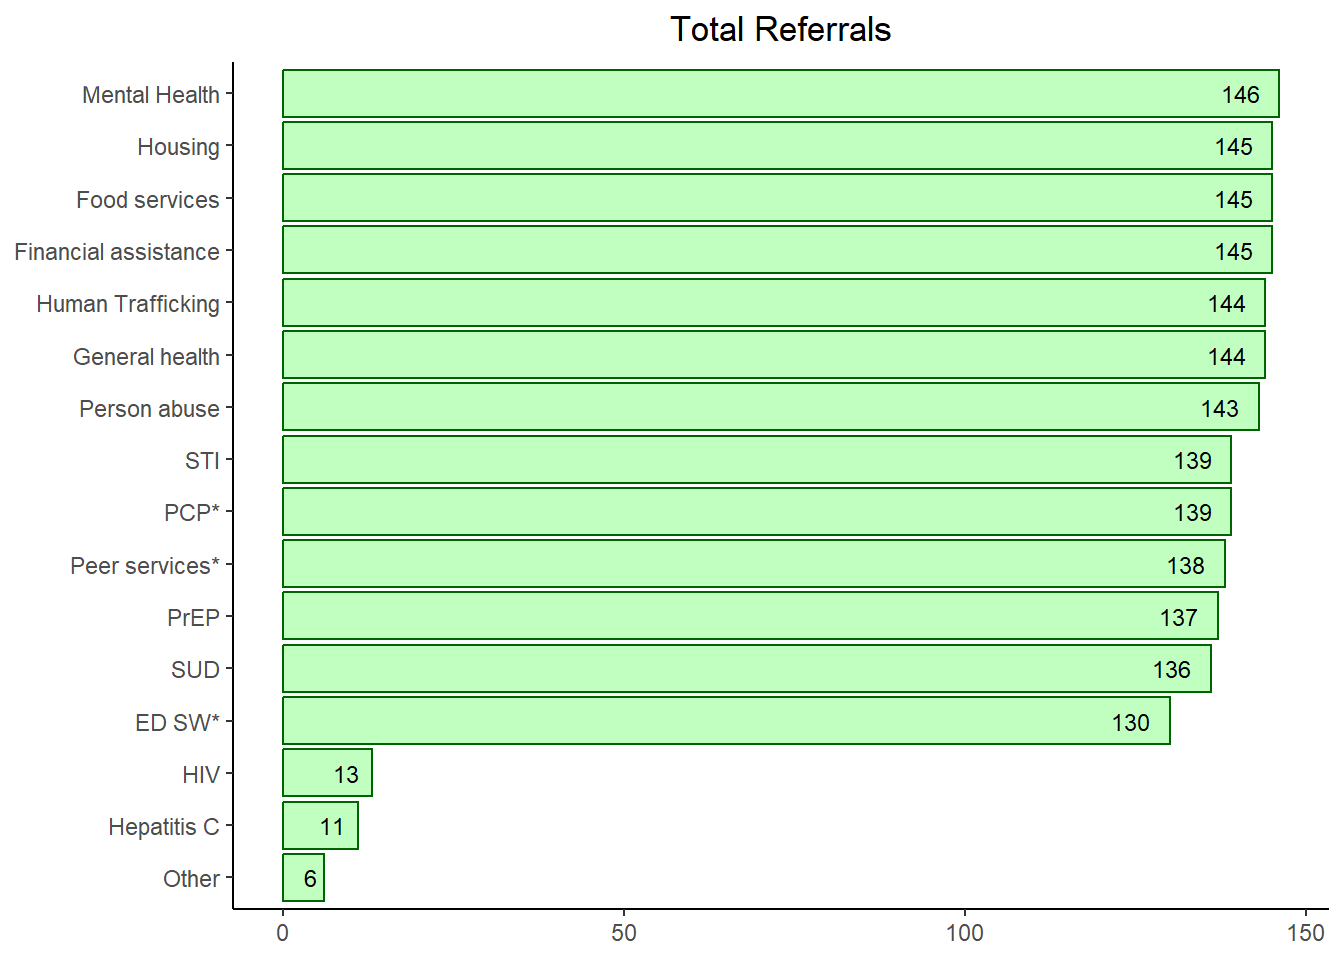 Total Referrals
Mental Health 146
Housing 145
Food services 145
Financial assistance 145
Human Trafficking 144
General health 144
Person abuse 143
STI 139
PCP* 139
Peer services* 138
PrEP 137
SUD 136
ED SW* 130
HIV 13
Hepatitis C 11
Other 6
0 50 100 150